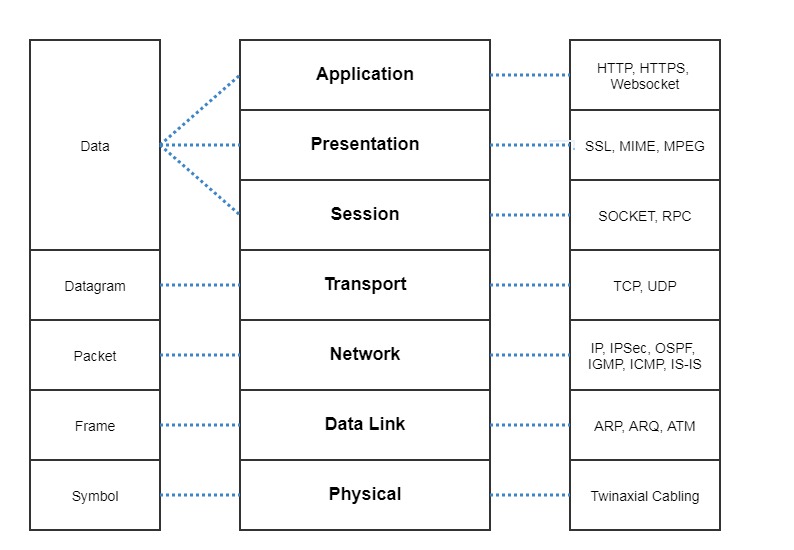 Data
Application
HTTP, HTTPS,
Websocket
Presentation
SSL, MIME, MPEG
Session
SOCKET, RPC
Datagram
Transport
TCP, UDP
Packet
Network
IP, IPSec, OSPF,
IGMP, ICMP, IS-IS
Frame
Data Link
ARP, ARQ, ATM
Symbol
Physical
Twinaxial Cabling